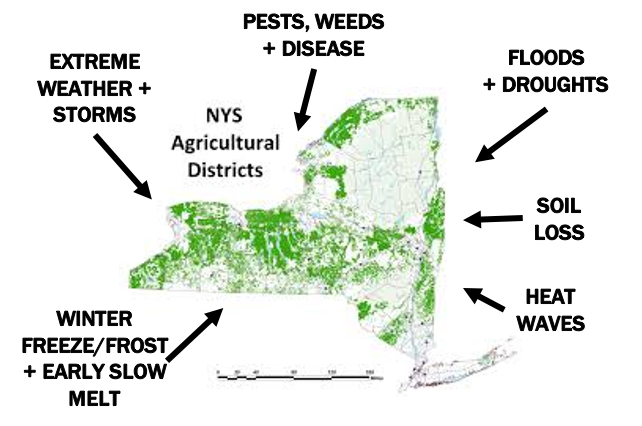 PESTS, WEEDS
+ DISEASE
EXTREME
WEATHER +
STORMS
FLOODS
+ DROUGHTS
NYS
Agricultural
Districts
SOIL
LOSS
HEAT
WAVES
WINTER
FREEZE/FROST
+ EARLY SLOW
MELT